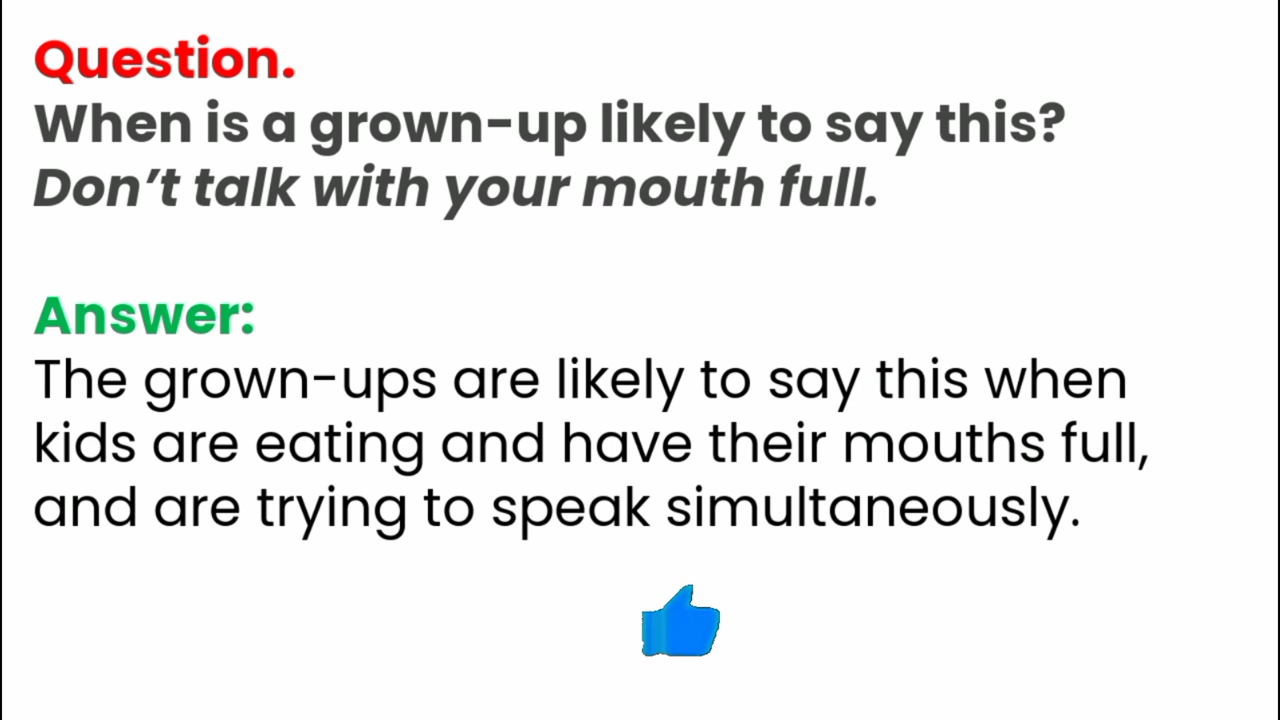 Question.
When is a grown-up likely to say this?
Don’t talk with your mouth full.
Answer:
The grown-ups are likely to say this when
kids are eating and have their mouths full,
and are trying to speak simultaneously.